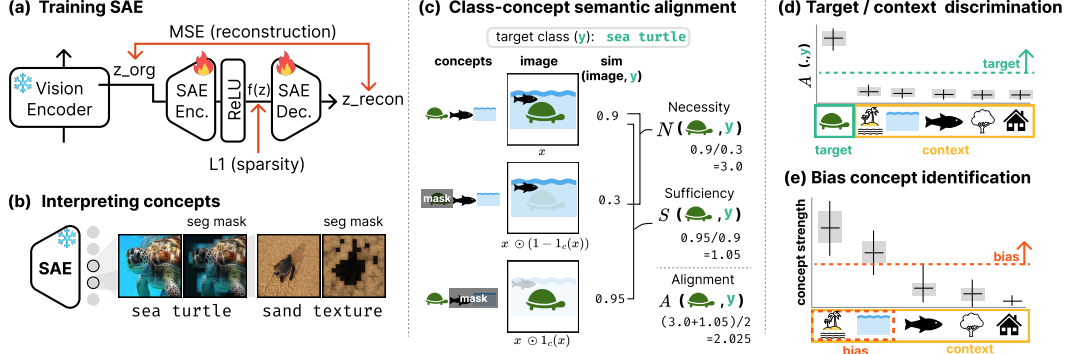 (a) Training SAE
MSE (reconstruction)
z_org
Vision
Encoder
SAE
Enc.
ReLU
f(z)
SAE
Dec.
z_recon
L1 (sparsity)
(b) Interpreting concepts
seg mask
seg mask
SAE
sea turtle
sand texture
(c) Class-concept semantic alignment
target class (y): sea turtle
concepts
image
sim
(image, y)
x
0.9
mask
x ⊙ (1 − 1_c(x))
0.3
mask
x ⊙ 1_c(x)
0.95
Necessity
N ( , y)
0.9/0.3
=3.0
Sufficiency
S ( , y)
0.95/0.9
=1.05
Alignment
A ( , y)
(3.0+1.05)/2
=2.025
(d) Target / context discrimination
A (.,y)
target
target
context
(e) Bias concept identification
concept strength
bias
bias
context